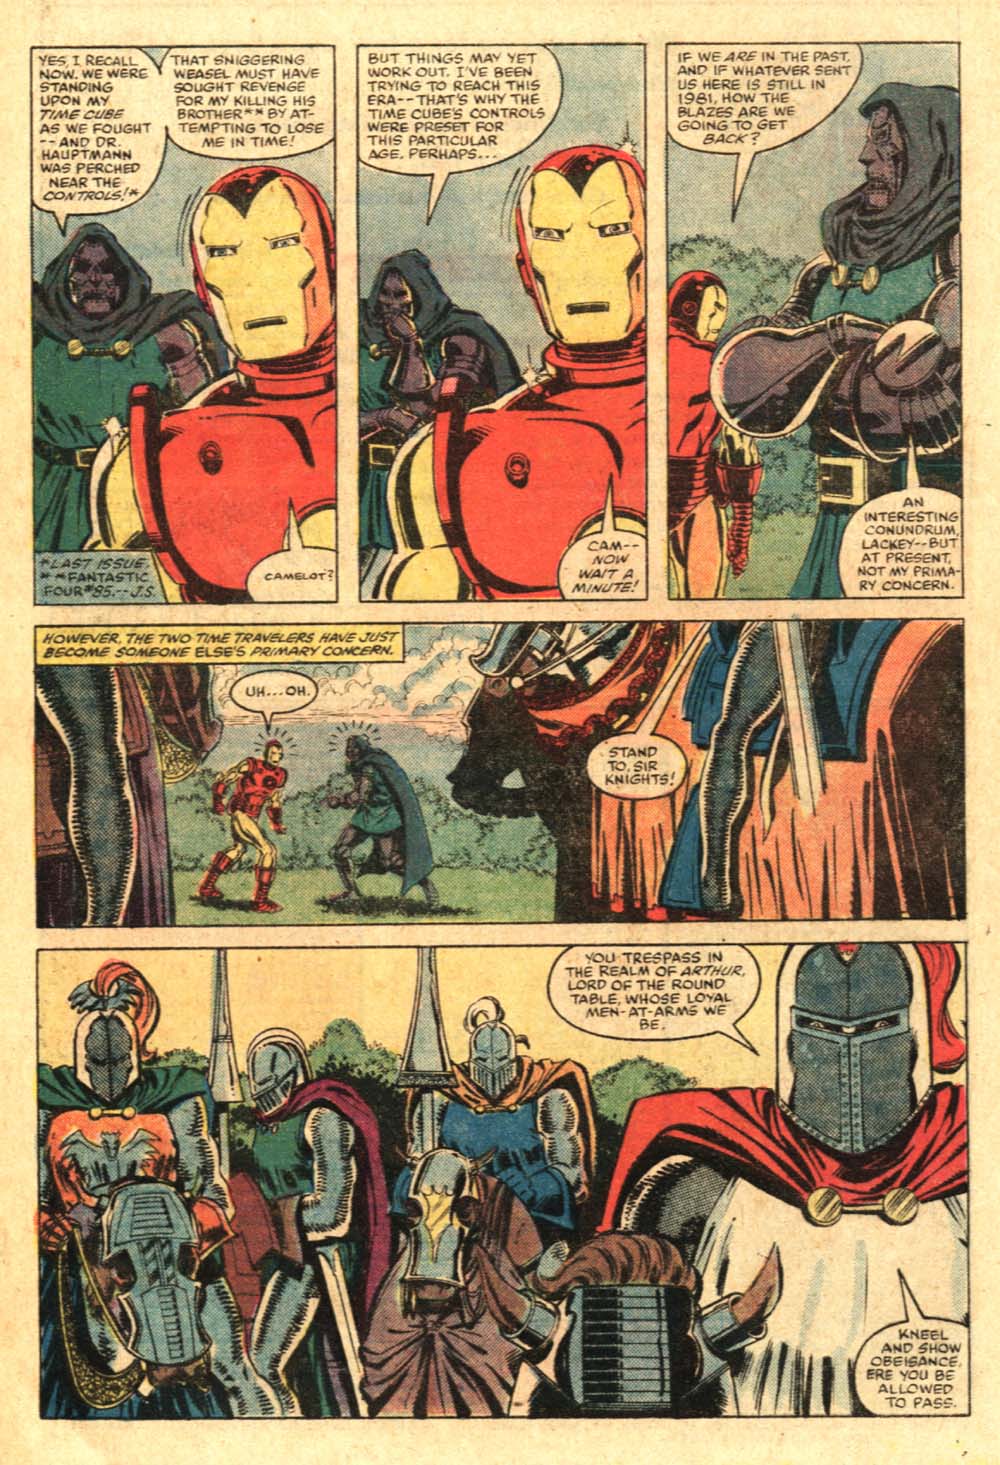 YES, I RECALL
NOW. WE WERE
STANDING
UPON MY
TIME CUBE
AS WE FOUGHT
--AND DR.
HAUPTMANN
WAS PERCHED
NEAR THE
CONTROLS!*
THAT SNIGGERING
WEASEL MUST HAVE
SOUGHT REVENGE
FOR MY KILLING HIS
BROTHER** BY AT-
TEMPTING TO LOSE
ME IN TIME!
CAMELOT?
*LAST ISSUE.
**FANTASTIC
FOUR #85.--J.S.
BUT THINGS MAY YET
WORK OUT. I'VE BEEN
TRYING TO REACH THIS
ERA--THAT'S WHY THE
TIME CUBE'S CONTROLS
WERE PRESET FOR
THIS PARTICULAR
AGE. PERHAPS...
CAM--
NOW
WAIT A
MINUTE!
IF WE ARE IN THE PAST,
AND IF WHATEVER SENT
US HERE IS STILL IN
1981, HOW THE
BLAZES ARE WE
GOING TO GET
BACK?
AN
INTERESTING
CONUNDRUM,
LACKEY--BUT
AT PRESENT,
NOT MY PRIMA-
RY CONCERN.
HOWEVER, THE TWO TIME TRAVELERS HAVE JUST
BECOME SOMEONE ELSE'S PRIMARY CONCERN.
UH...OH.
STAND
TO, SIR
KNIGHTS!
YOU TRESPASS IN
THE REALM OF ARTHUR,
LORD OF THE ROUND
TABLE, WHOSE LOYAL
MEN-AT-ARMS WE
BE.
KNEEL
AND SHOW
OBEISANCE,
ERE YOU BE
ALLOWED
TO PASS.